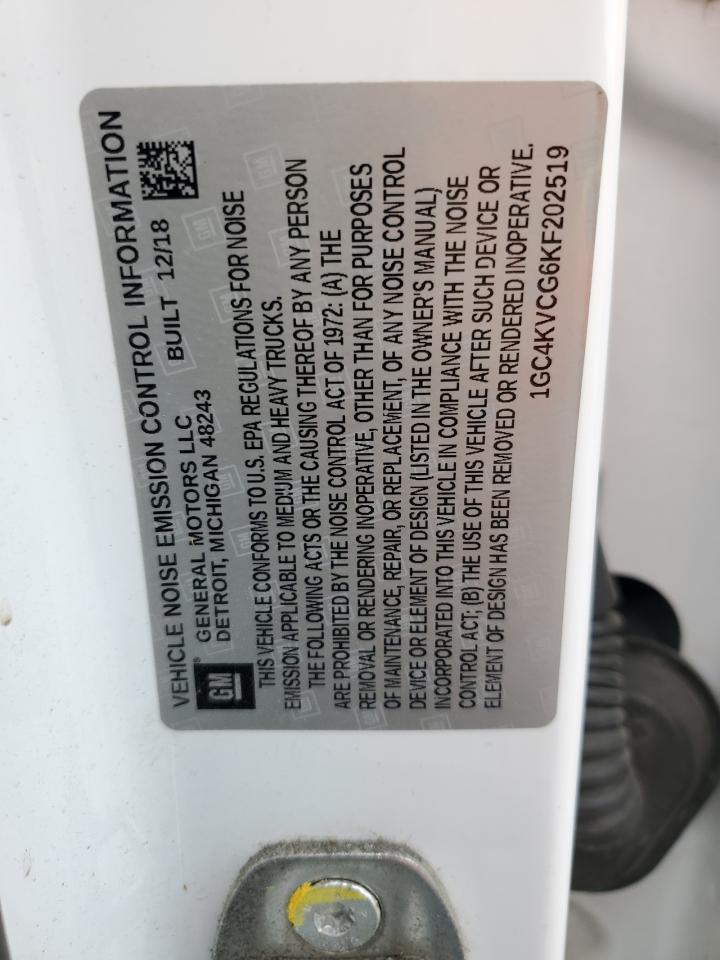 VEHICLE NOISE EMISSION CONTROL INFORMATION
GM
GENERAL MOTORS LLC
DETROIT, MICHIGAN 48243
BUILT 12/18
THIS VEHICLE CONFORMS TO U.S. EPA REGULATIONS FOR NOISE
EMISSION APPLICABLE TO MEDIUM AND HEAVY TRUCKS.
THE FOLLOWING ACTS OR THE CAUSING THEREOF BY ANY PERSON
ARE PROHIBITED BY THE NOISE CONTROL ACT OF 1972: (A) THE
REMOVAL OR RENDERING INOPERATIVE, OTHER THAN FOR PURPOSES
OF MAINTENANCE, REPAIR, OR REPLACEMENT, OF ANY NOISE CONTROL
DEVICE OR ELEMENT OF DESIGN (LISTED IN THE OWNER'S MANUAL)
INCORPORATED INTO THIS VEHICLE IN COMPLIANCE WITH THE NOISE
CONTROL ACT; (B) THE USE OF THIS VEHICLE AFTER SUCH DEVICE OR
ELEMENT OF DESIGN HAS BEEN REMOVED OR RENDERED INOPERATIVE.
1GC4KVCG6KF202519